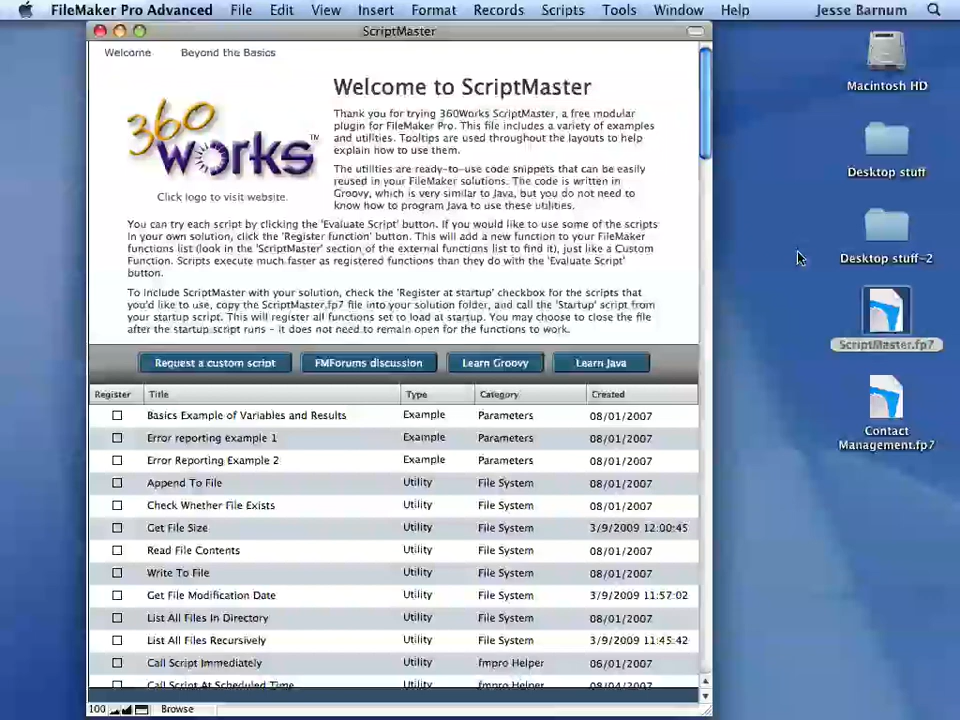 FileMaker Pro Advanced File Edit View Insert Format Records Scripts Tools Window Help Jesse Barnum
ScriptMaster
Welcome Beyond the Basics
360 works ™
Click logo to visit website.
Welcome to ScriptMaster
Thank you for trying 360Works ScriptMaster, a free modular
plugin for FileMaker Pro. This file includes a variety of examples
and utilities. Tooltips are used throughout the layouts to help
explain how to use them.
The utilities are ready-to-use code snippets that can be easily
reused in your FileMaker solutions. The code is written in
Groovy, which is very similar to Java, but you do not need to
know how to program Java to use these utilities.
You can try each script by clicking the 'Evaluate Script' button. If you would like to use some of the scripts
in your own solution, click the 'Register function' button. This will add a new function to your FileMaker
functions list (look in the 'ScriptMaster' section of the external functions list to find it), just like a Custom
Function. Scripts execute much faster as registered functions than they do with the 'Evaluate Script'
button.
To include ScriptMaster with your solution, check the 'Register at startup' checkbox for the scripts that
you'd like to use, copy the ScriptMaster.fp7 file into your solution folder, and call the 'Startup' script from
your startup script. This will register all functions set to load at startup. You may choose to close the file
after the startup script runs - it does not need to remain open for the functions to work.
Request a custom script FMForums discussion Learn Groovy Learn Java
Register Title Type Category Created
Basics Example of Variables and Results Example Parameters 08/01/2007
Error reporting example 1 Example Parameters 08/01/2007
Error Reporting Example 2 Example Parameters 08/01/2007
Append To File Utility File System 08/01/2007
Check Whether File Exists Utility File System 08/01/2007
Get File Size Utility File System 3/9/2009 12:00:45
Read File Contents Utility File System 08/01/2007
Write To File Utility File System 08/01/2007
Get File Modification Date Utility File System 3/9/2009 11:57:02
List All Files In Directory Utility File System 08/01/2007
List All Files Recursively Utility File System 3/9/2009 11:45:42
Call Script Immediately Utility fmpro Helper 06/01/2007
Call Script At Scheduled Time Utility fmpro Helper 08/04/2007
100 Browse
Macintosh HD
Desktop stuff
Desktop stuff-2
ScriptMaster.fp7
Contact
Management.fp7